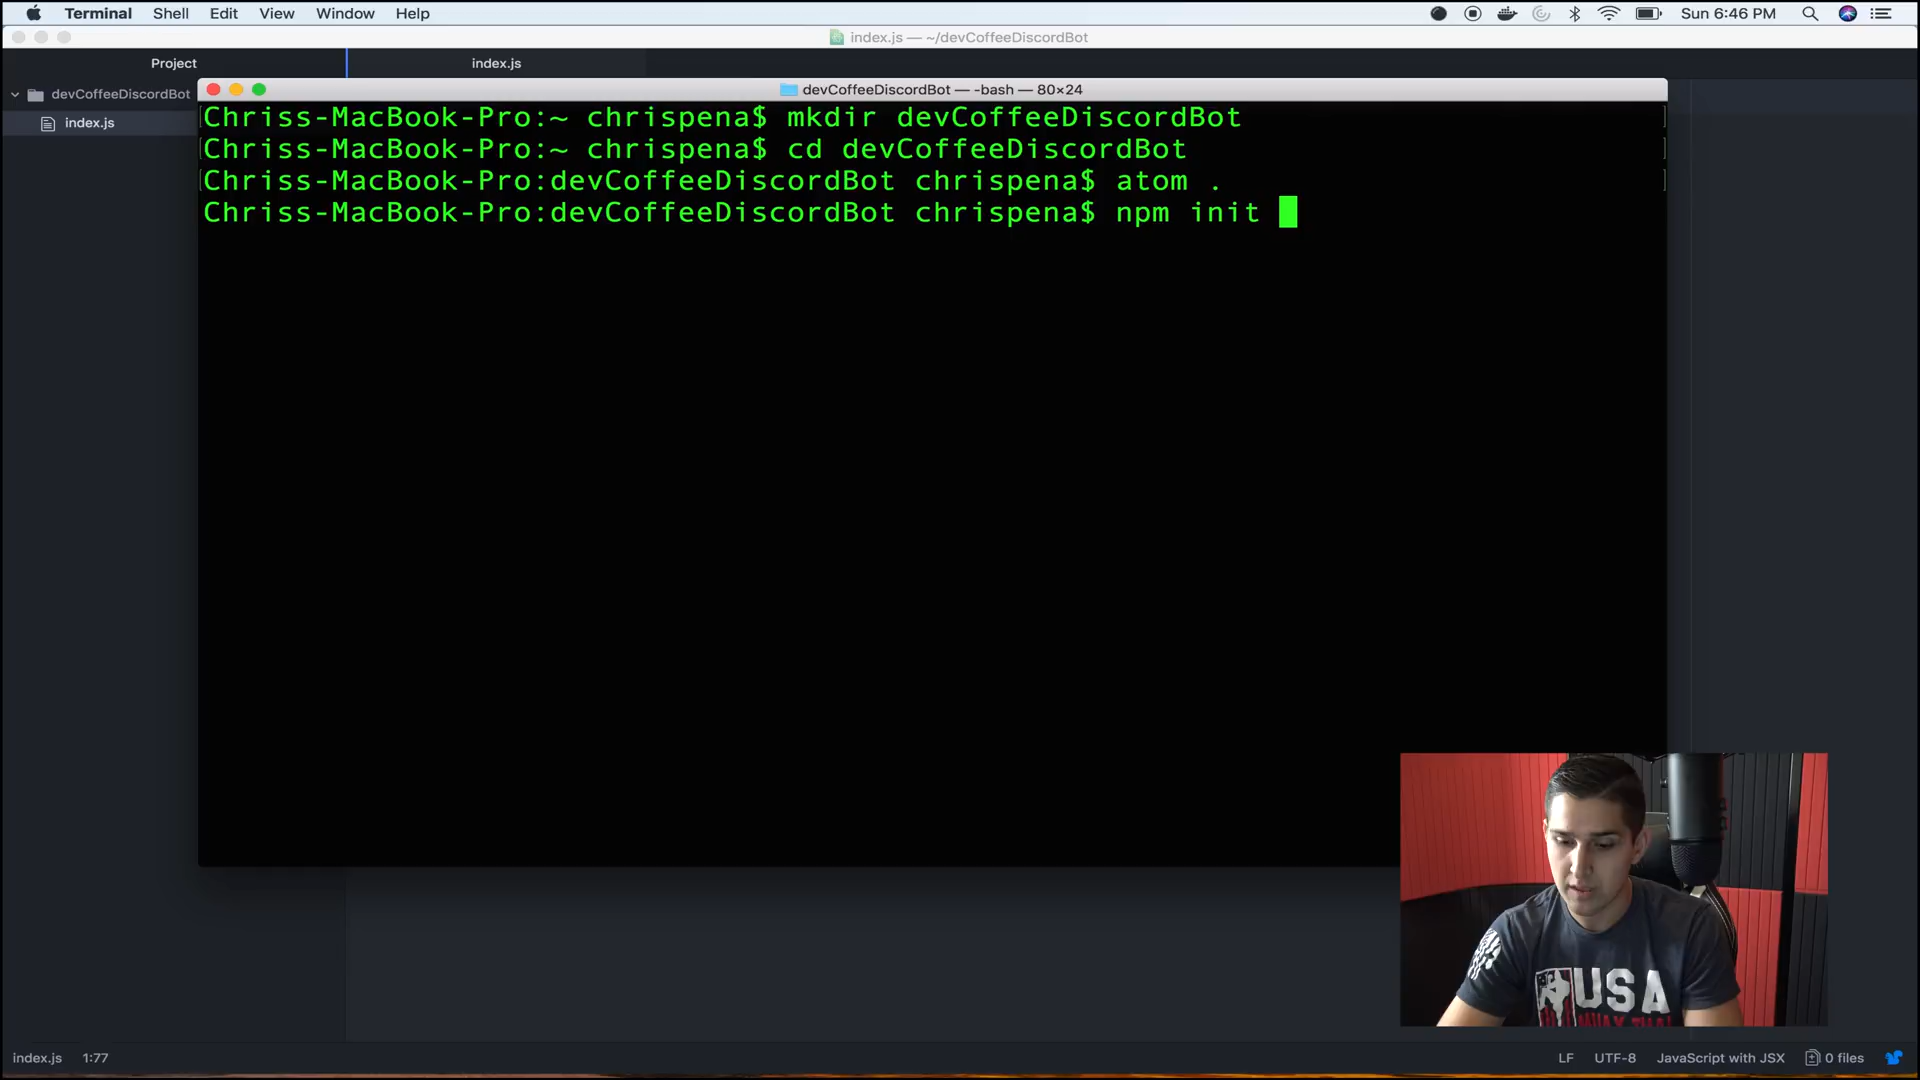 Terminal Shell Edit View Window Help Sun 6:46 PM
index.js — ~/devCoffeeDiscordBot
Project index.js
devCoffeeDiscordBot
index.js
devCoffeeDiscordBot — -bash — 80×24
Chriss-MacBook-Pro:~ chrispena$ mkdir devCoffeeDiscordBot
Chriss-MacBook-Pro:~ chrispena$ cd devCoffeeDiscordBot
Chriss-MacBook-Pro:devCoffeeDiscordBot chrispena$ atom .
Chriss-MacBook-Pro:devCoffeeDiscordBot chrispena$ npm init
USA
MUAY THAI
index.js 1:77 LF UTF-8 JavaScript with JSX 0 files